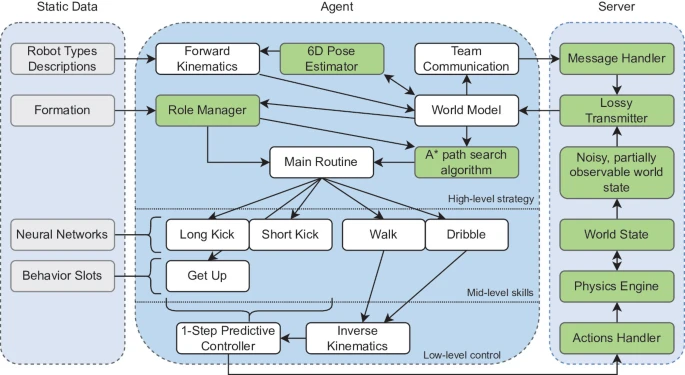 Static Data
Agent
Server
Robot Types
Descriptions
Forward
Kinematics
6D Pose
Estimator
Team
Communication
Message Handler
Formation
Role Manager
World Model
Lossy
Transmitter
Main Routine
A* path search
algorithm
Noisy, partially
observable world
state
High-level strategy
Neural Networks
Long Kick
Short Kick
Walk
Dribble
World State
Behavior Slots
Get Up
Physics Engine
Mid-level skills
1-Step Predictive
Controller
Inverse
Kinematics
Actions Handler
Low-level control